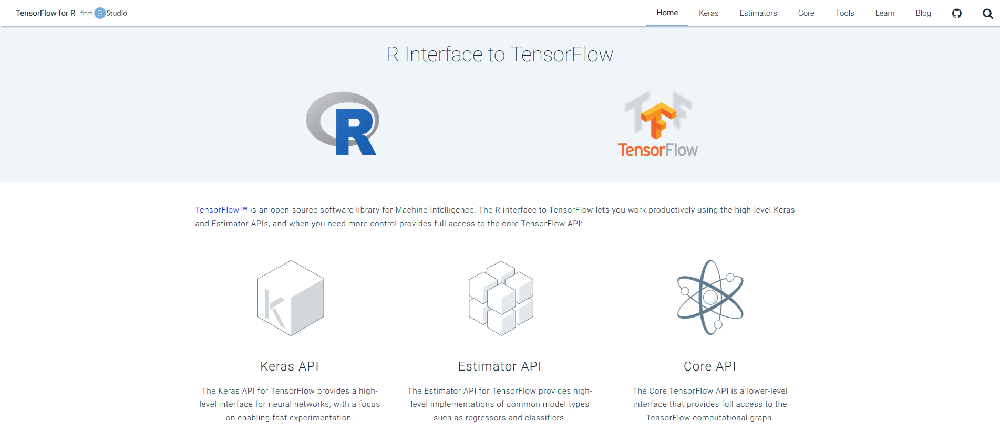 TensorFlow for R from R Studio
Home Keras Estimators Core Tools Learn Blog
R Interface to TensorFlow
R
TensorFlow
TensorFlow™ is an open-source software library for Machine Intelligence. The R interface to TensorFlow lets you work productively using the high-level Keras
and Estimator APIs, and when you need more control provides full access to the core TensorFlow API:
k
Keras API
The Keras API for TensorFlow provides a high-
level interface for neural networks, with a focus
on enabling fast experimentation.
Estimator API
The Estimator API for TensorFlow provides high-
level implementations of common model types
such as regressors and classifiers.
Core API
The Core TensorFlow API is a lower-level
interface that provides full access to the
TensorFlow computational graph.